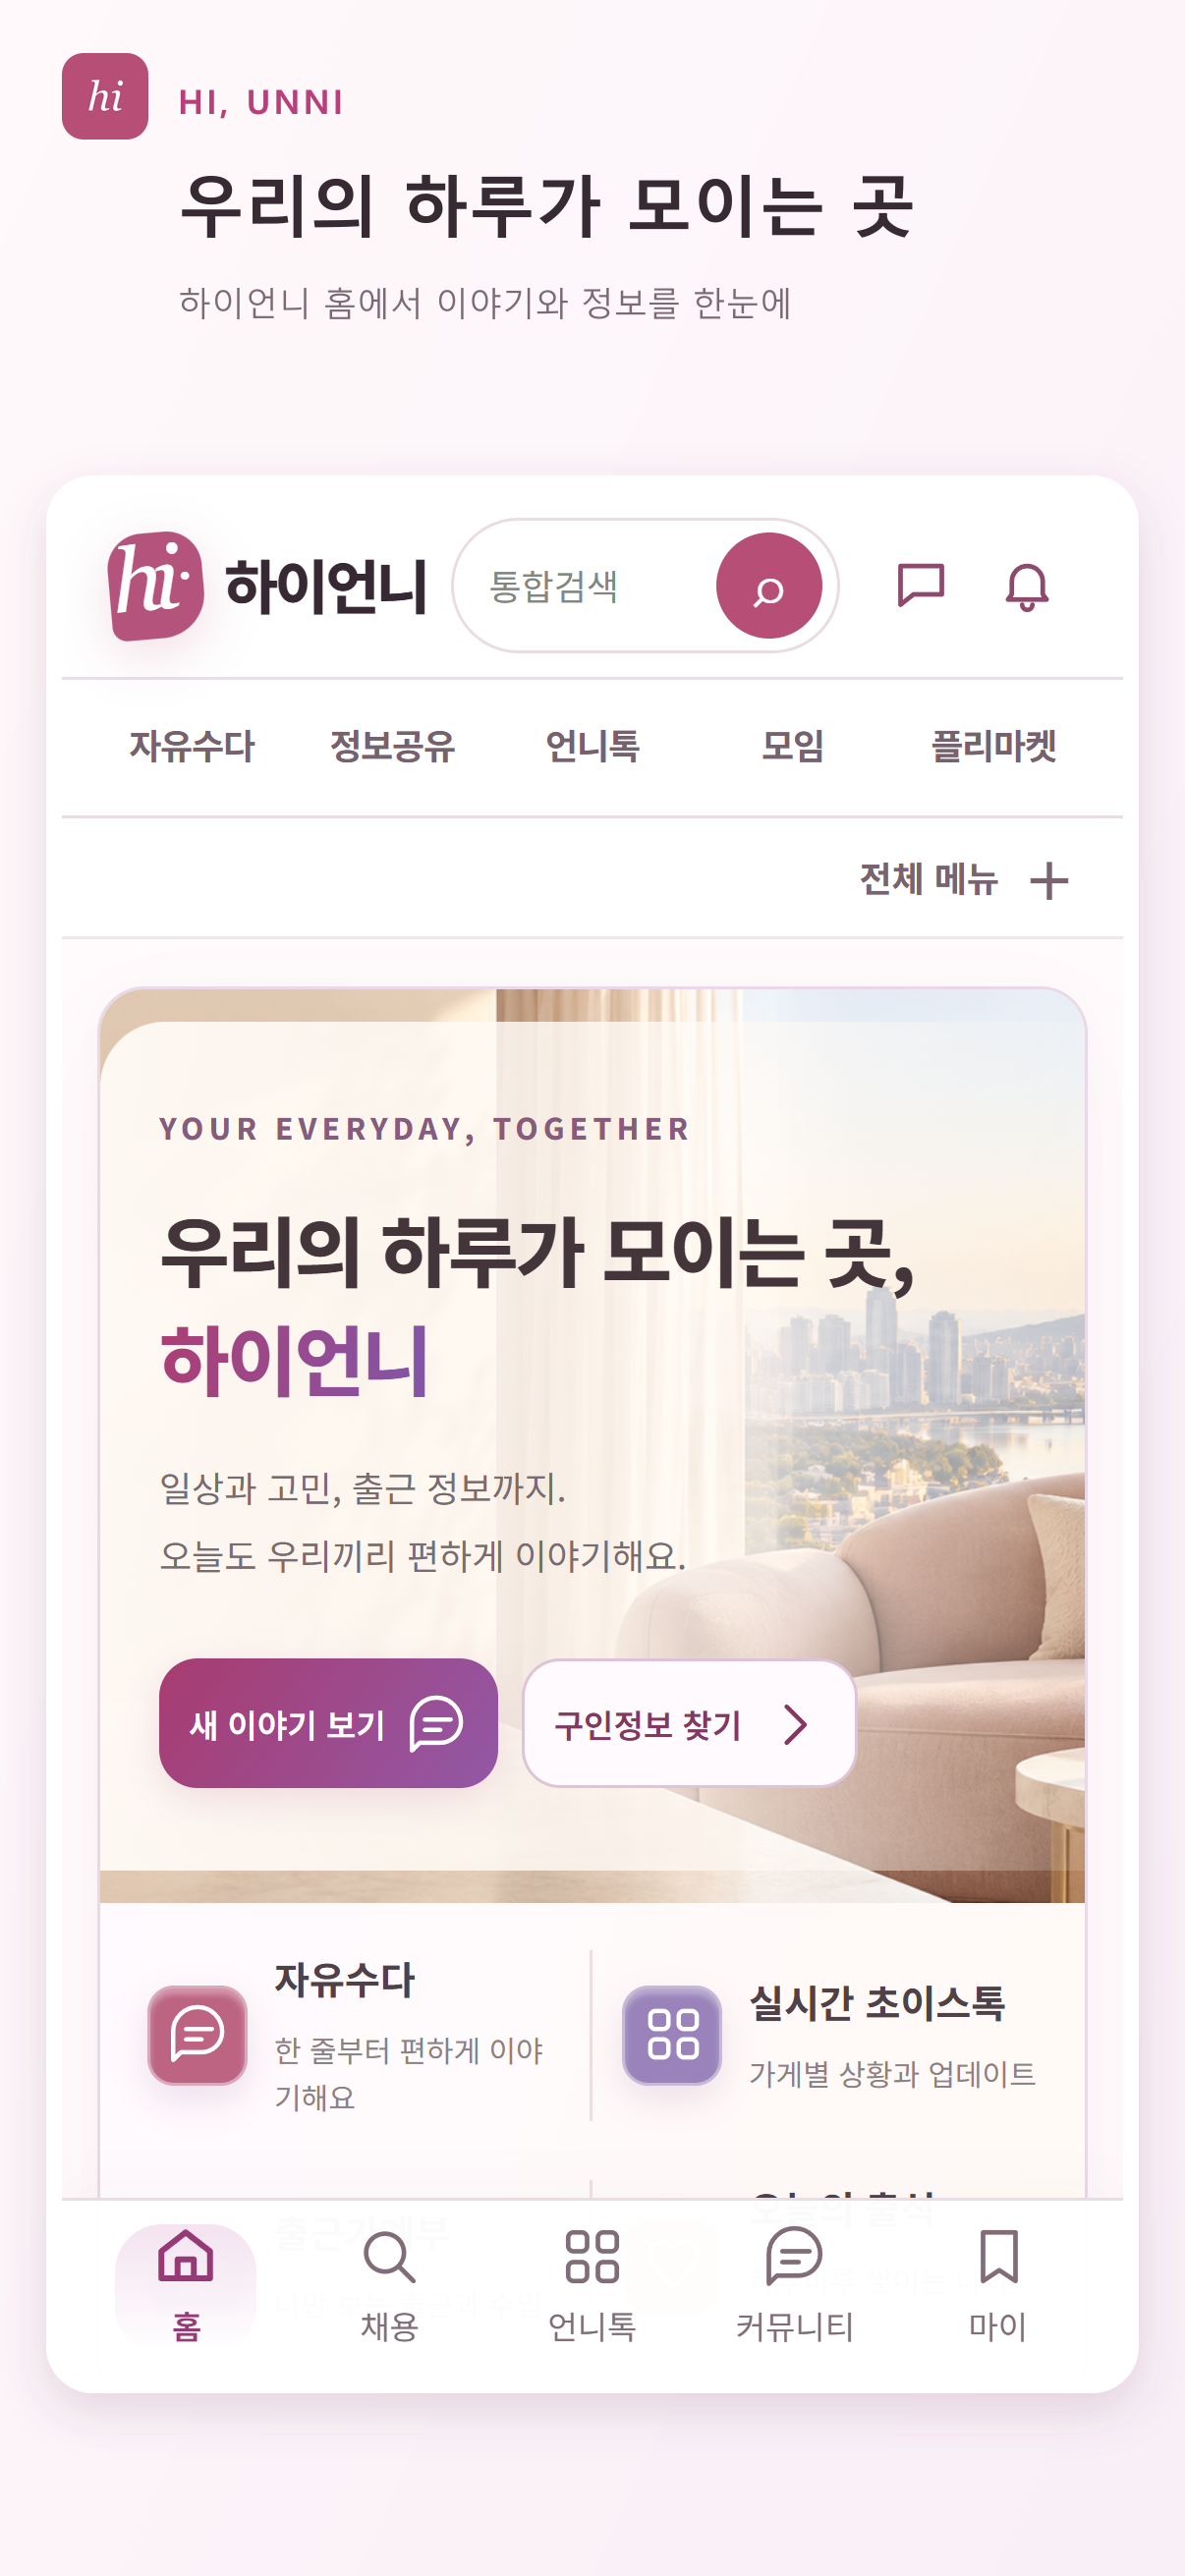 hi
HI, UNNI
우리의 하루가 모이는 곳
하이언니 홈에서 이야기와 정보를 한눈에
hi.
하이언니
통합검색
자유수다 정보공유 언니톡 모임 플리마켓
전체 메뉴
YOUR EVERYDAY, TOGETHER
우리의 하루가 모이는 곳,
하이언니
일상과 고민, 출근 정보까지.
오늘도 우리끼리 편하게 이야기해요.
새 이야기 보기
구인정보 찾기
자유수다
한 줄부터 편하게 이야
기해요
실시간 초이스톡
가게별 상황과 업데이트
오늘의 출석
홈 채용 언니톡 커뮤니티 마이